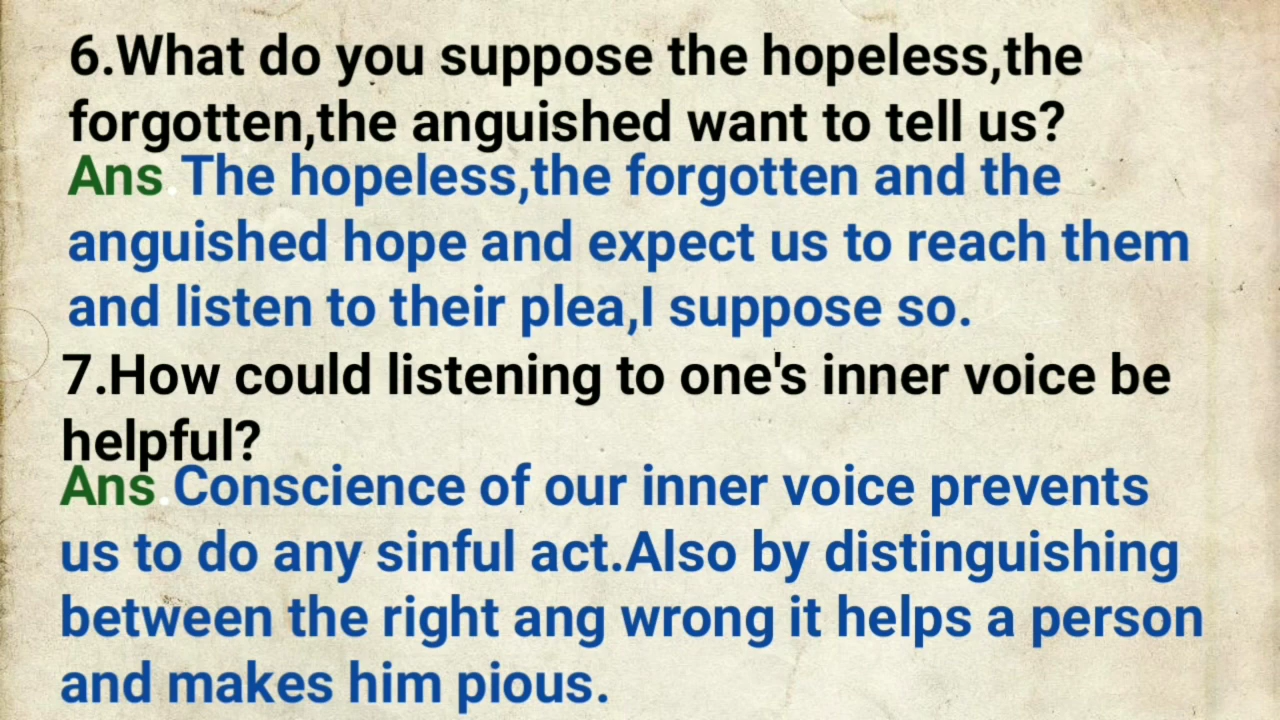 6.What do you suppose the hopeless,the
forgotten,the anguished want to tell us?
Ans.The hopeless,the forgotten and the
anguished hope and expect us to reach them
and listen to their plea,I suppose so.
7.How could listening to one's inner voice be
helpful?
Ans.Conscience of our inner voice prevents
us to do any sinful act.Also by distinguishing
between the right ang wrong it helps a person
and makes him pious.